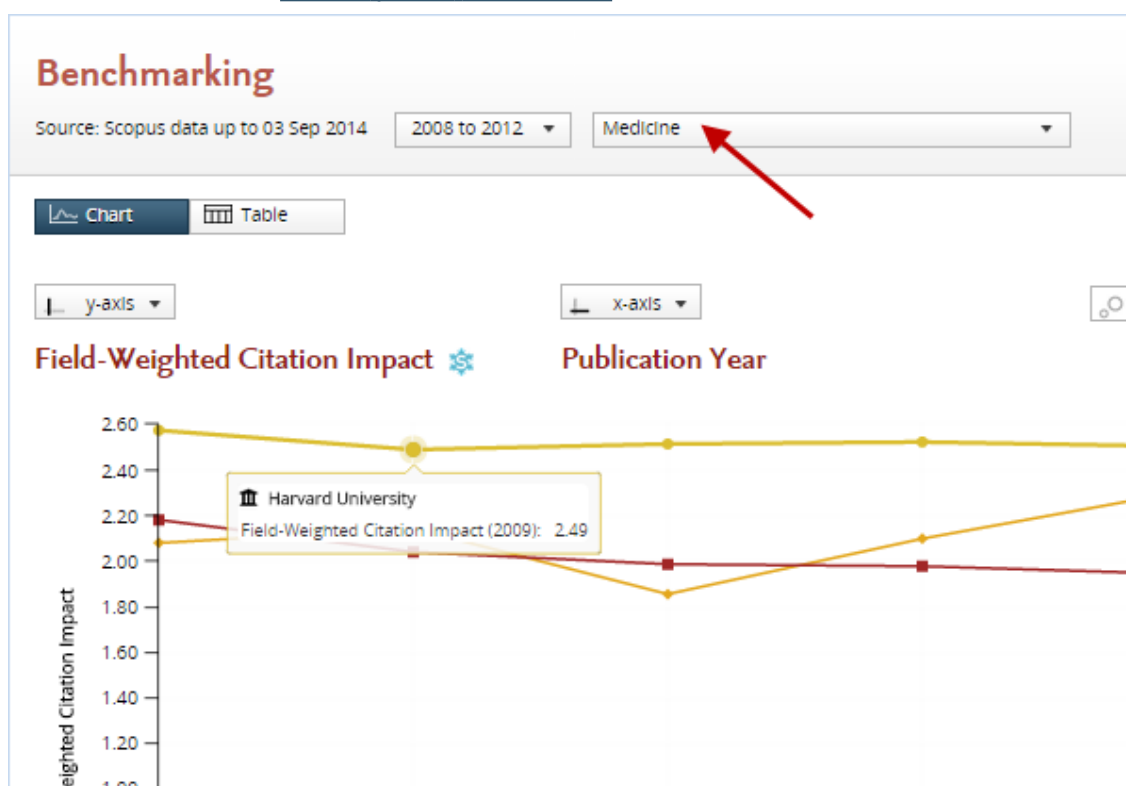 Benchmarking
Source: Scopus data up to 03 Sep 2014 2008 to 2012 Medicine
Chart Table
y-axis x-axis
Field-Weighted Citation Impact Publication Year
2.60
2.40
Harvard University
2.20
Field-Weighted Citation Impact (2009): 2.49
2.00
1.80
1.60
1.40
1.20
Citation Impact